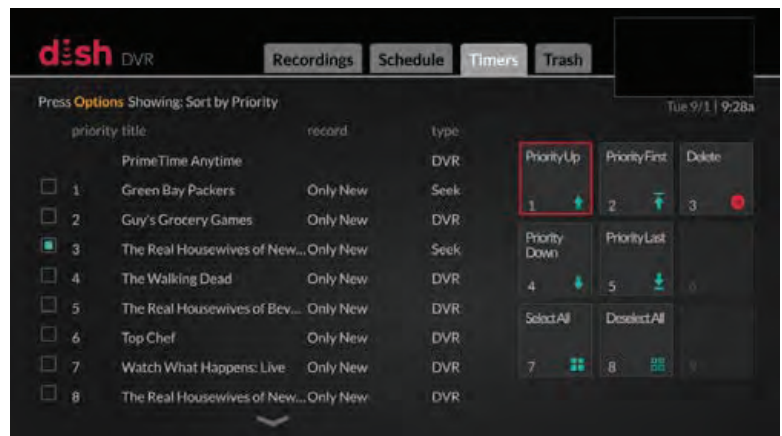 dish DVR
Recordings Schedule Timers Trash
Press Options Showing: Sort by Priority
Tue 9/1 | 9:28a
priority title record type
PrimeTime Anytime DVR
1 Green Bay Packers Only New Seek
2 Guy's Grocery Games Only New DVR
3 The Real Housewives of New... Only New Seek
4 The Walking Dead Only New DVR
5 The Real Housewives of Bev... Only New DVR
6 Top Chef Only New DVR
7 Watch What Happens: Live Only New DVR
8 The Real Housewives of New... Only New DVR
Priority Up Priority First Delete
1 2 3
Priority Priority Last
Down
4 5 6
Select All Deselect All
7 8 9